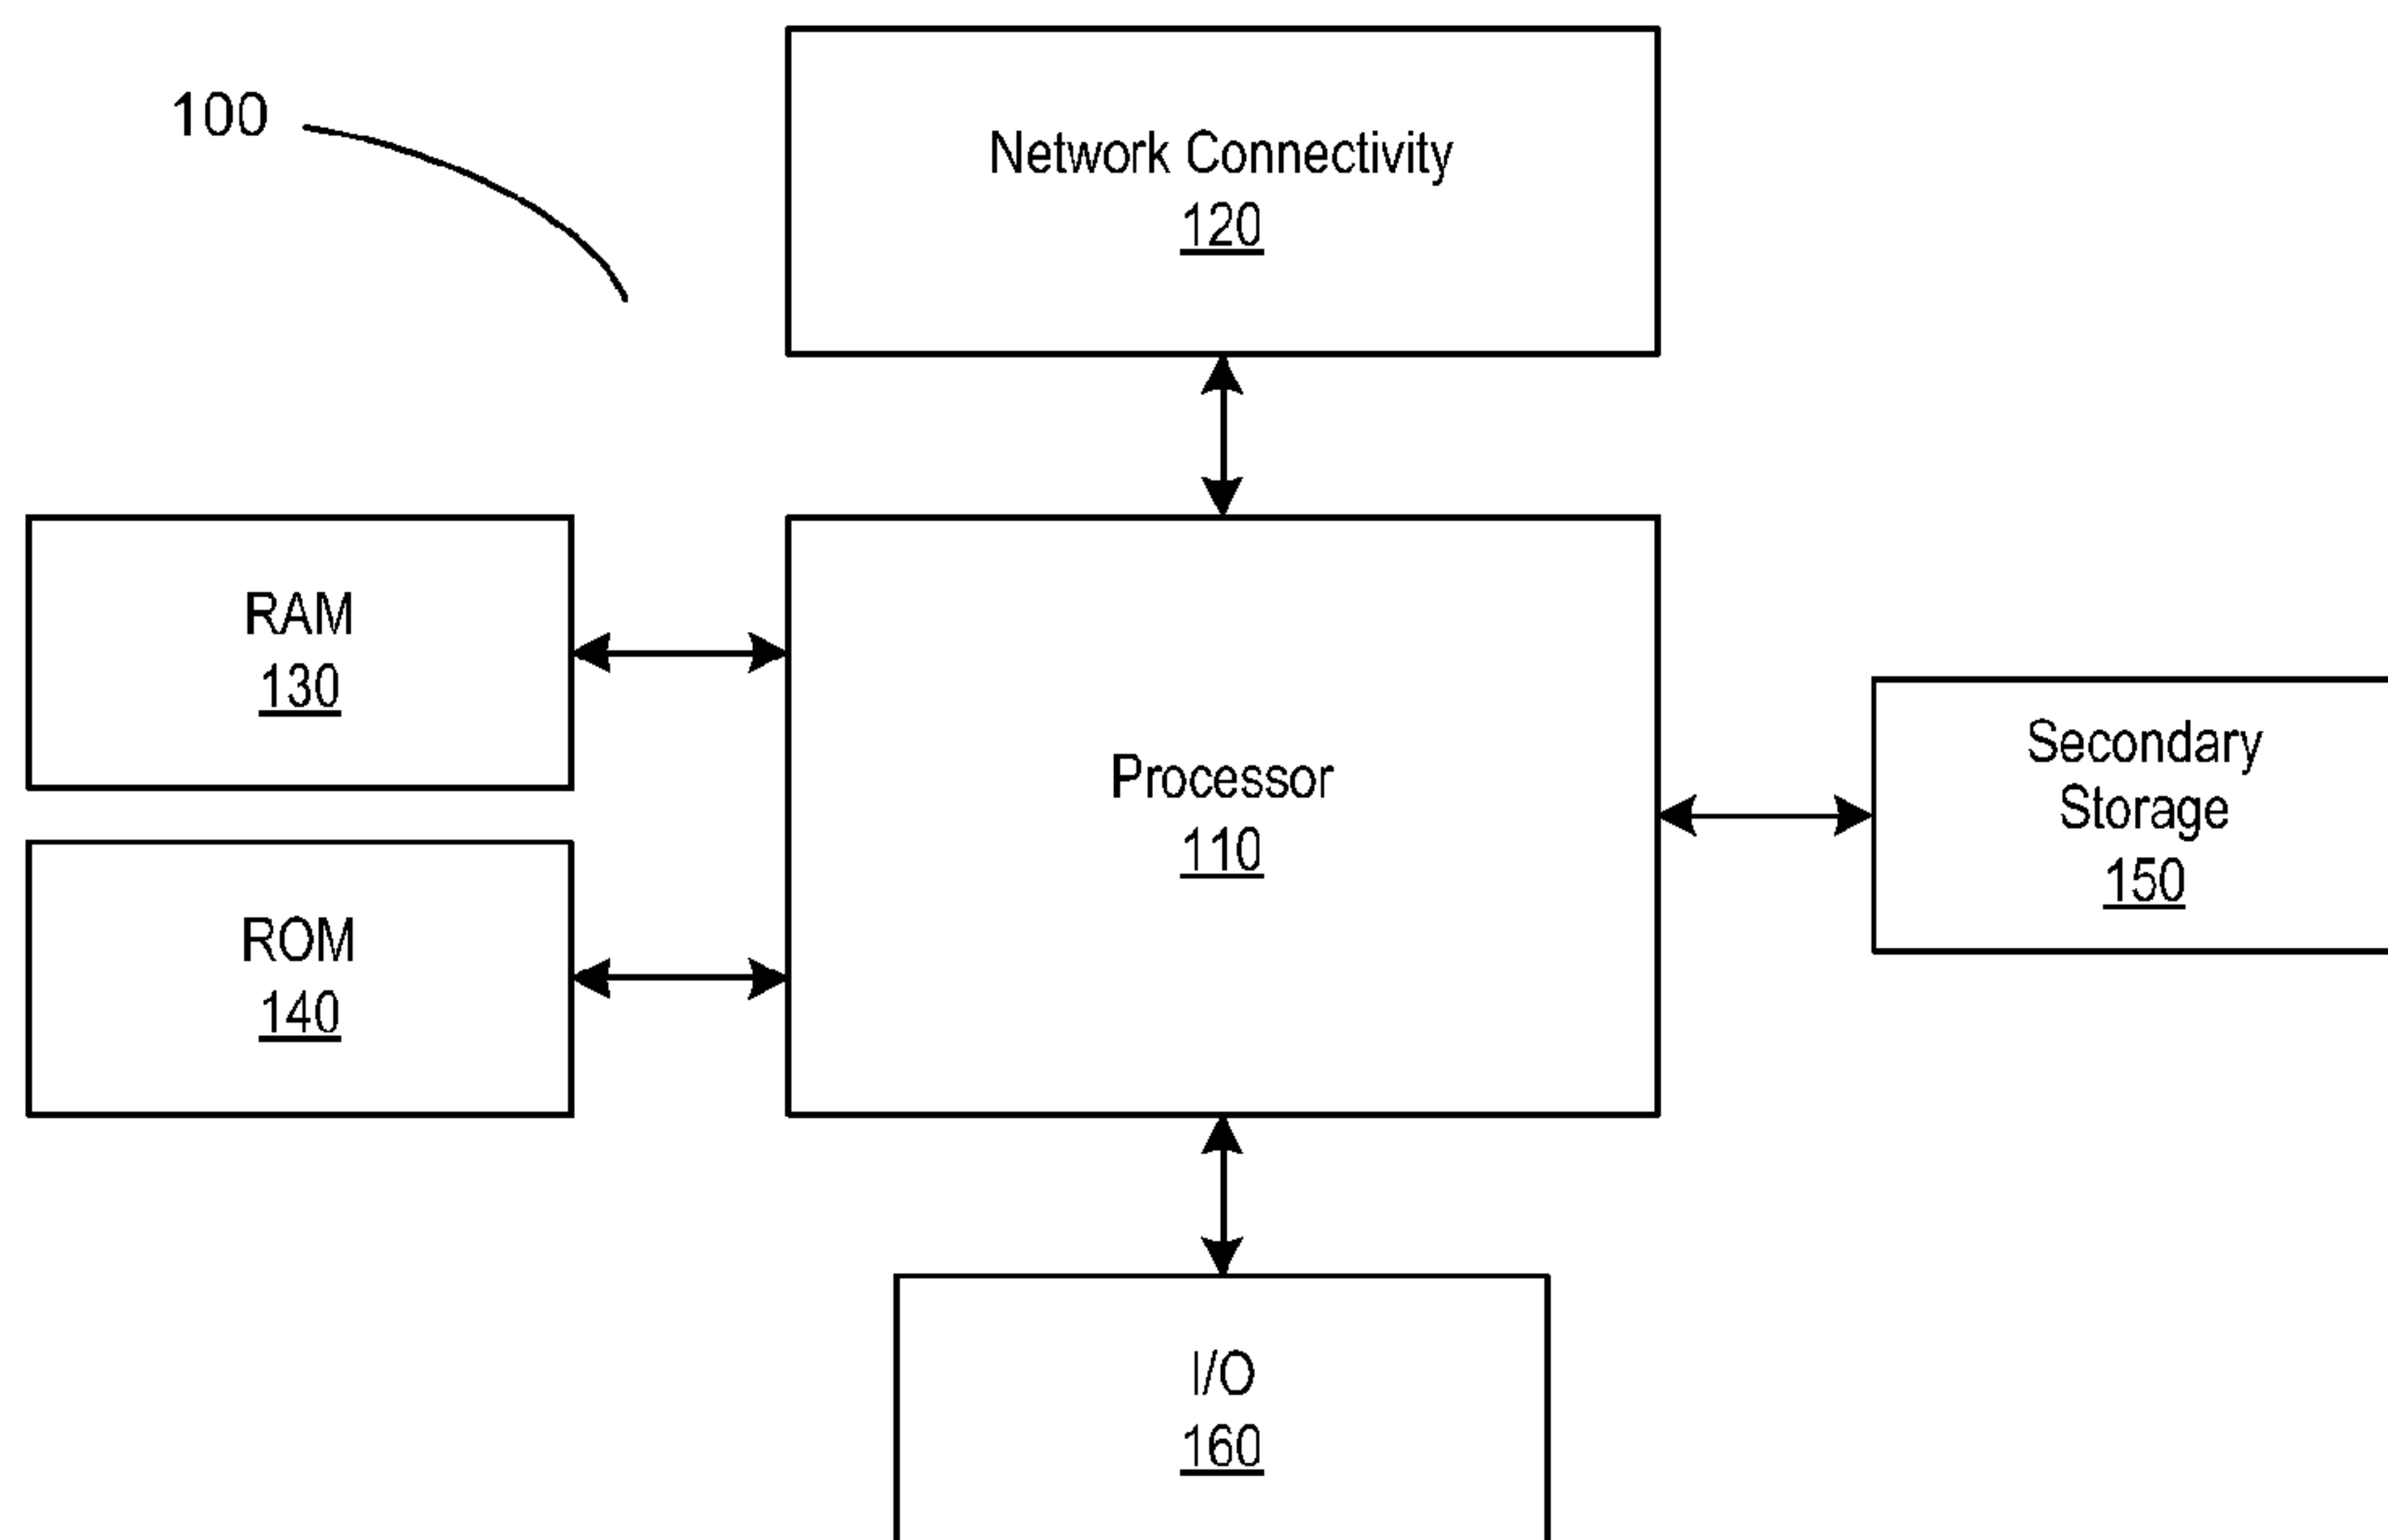 100
Network Connectivity
120
RAM
130
Processor
110
Secondary
Storage
150
ROM
140
I/O
160